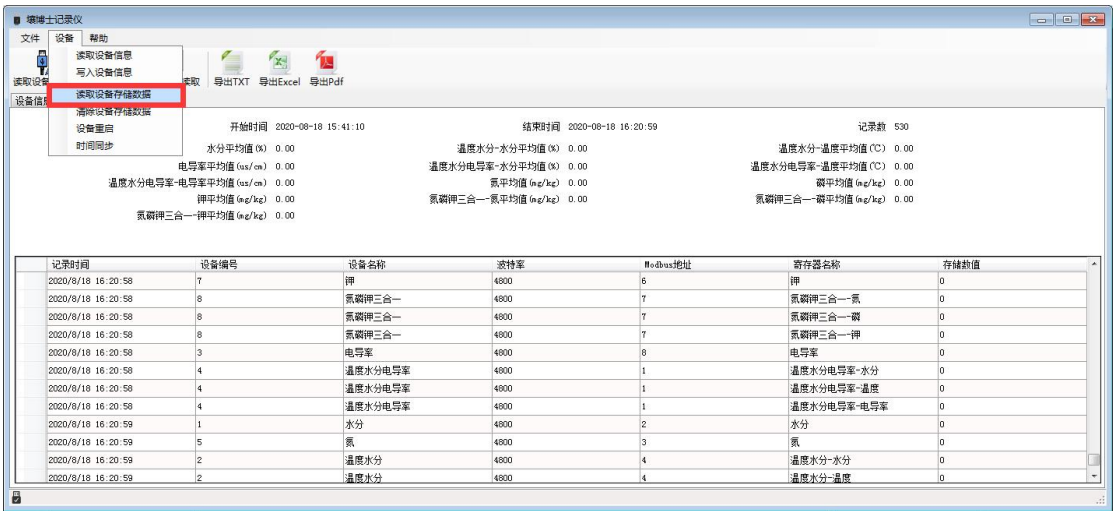 壤博士记录仪
文件 设备 帮助
读取设备信息
写入设备信息
读取设备存储数据
清除设备存储数据
设备重启
时间同步
读取设备 读取 导出TXT 导出Excel 导出Pdf
设备信息
开始时间 2020-08-18 15:41:10 结束时间 2020-08-18 16:20:59 记录数 530
水分平均值(%) 0.00 温度水分-水分平均值(%) 0.00 温度水分-温度平均值(℃) 0.00
电导率平均值(us/cm) 0.00 温度水分电导率-水分平均值(%) 0.00 温度水分电导率-温度平均值(℃) 0.00
温度水分电导率-电导率平均值(us/cm) 0.00 氮平均值(mg/kg) 0.00 磷平均值(mg/kg) 0.00
钾平均值(mg/kg) 0.00 氮磷钾三合一-氮平均值(mg/kg) 0.00 氮磷钾三合一-磷平均值(mg/kg) 0.00
氮磷钾三合一-钾平均值(mg/kg) 0.00
记录时间 设备编号 设备名称 波特率 Modbus地址 寄存器名称 存储数值
2020/8/18 16:20:58 7 钾 4800 6 钾 0
2020/8/18 16:20:58 8 氮磷钾三合一 4800 7 氮磷钾三合一-氮 0
2020/8/18 16:20:58 8 氮磷钾三合一 4800 7 氮磷钾三合一-磷 0
2020/8/18 16:20:58 8 氮磷钾三合一 4800 7 氮磷钾三合一-钾 0
2020/8/18 16:20:58 3 电导率 4800 8 电导率 0
2020/8/18 16:20:58 4 温度水分电导率 4800 1 温度水分电导率-水分 0
2020/8/18 16:20:58 4 温度水分电导率 4800 1 温度水分电导率-温度 0
2020/8/18 16:20:58 4 温度水分电导率 4800 1 温度水分电导率-电导率 0
2020/8/18 16:20:59 1 水分 4800 2 水分 0
2020/8/18 16:20:59 5 氮 4800 3 氮 0
2020/8/18 16:20:59 2 温度水分 4800 4 温度水分-水分 0
2020/8/18 16:20:59 2 温度水分 4800 4 温度水分-温度 0